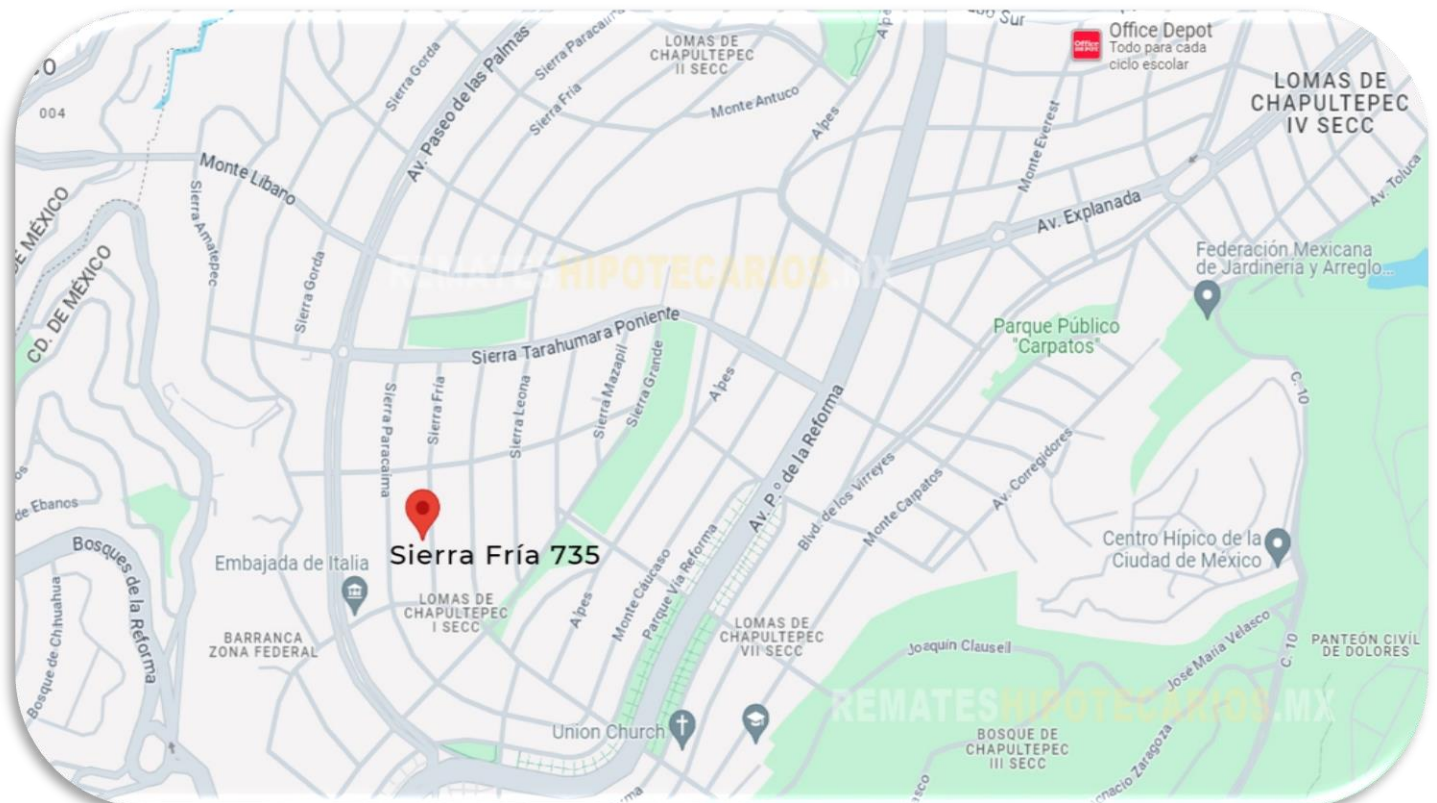 Office Depot
Todo para cada
ciclo escolar
LOMAS DE
CHAPULTEPEC
II SECC
LOMAS DE
CHAPULTEPEC
IV SECC
004
Sierra Gorda
Av. Paseo de las Palmas
Sierra Fría
Monte Antuco
Alpes
Monte Everest
Av. Toluca
Monte Líbano
Sierra Amatepec
Sierra Gorda
Av. Explanada
Federación Mexicana
de Jardinería y Arreglo...
CD. DE MÉXICO
REMATESHIPOTECARIOS.MX
Sierra Tarahumara Poniente
Parque Público
"Carpatos"
Sierra Paracaima
Sierra Fría
Sierra Leona
Sierra Mazapil
Sierra Grande
Alpes
Av. P.º de la Reforma
C. 10
Blvd. de los Virreyes
Monte Carpatos
Av. Corregidores
de Ebanos
Bosques de la Reforma
Embajada de Italia
Sierra Fría 735
Centro Hípico de la
Ciudad de México
LOMAS DE
CHAPULTEPEC
I SECC
Alpes
Monte Cáucaso
Parque Vía Reforma
BARRANCA
ZONA FEDERAL
Bosque de Chihuahua
LOMAS DE
CHAPULTEPEC
VII SECC
Joaquín Clausell
José María Velasco
C. 10
PANTEÓN CIVÍL
DE DOLORES
REMATESHIPOTECARIOS.MX
Union Church
BOSQUE DE
CHAPULTEPEC
III SECC
Ignacio Zaragoza